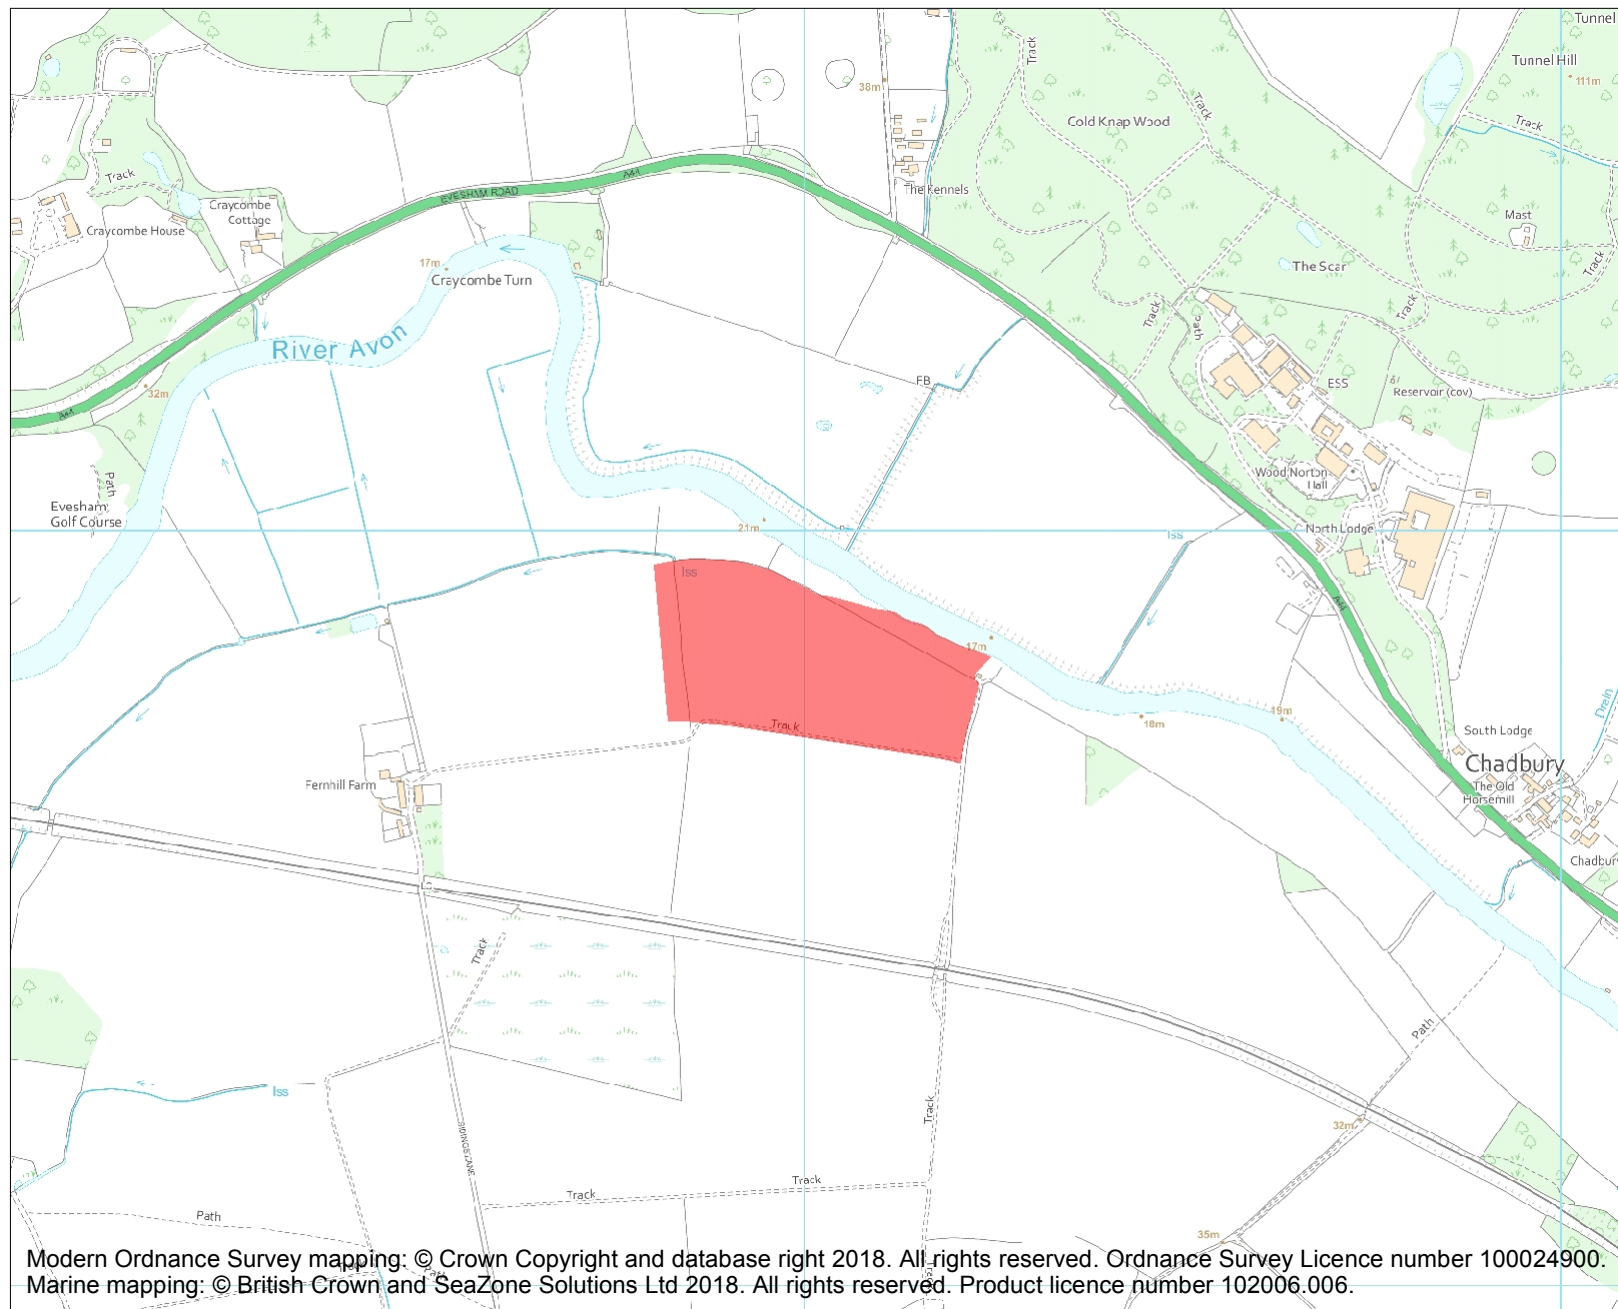 Tunnel
Tunnel Hill
111m
Track
38m
Track
Cold Knap Wood
Track
Track
A44
EVESHAM ROAD
The Kennels
Craycombe
Cottage
Craycombe House
Mast
17m
Craycombe Turn
The Scar
Track
Track
Track
Path
River Avon
FB
ESS
Reservoir (cov)
32m
A44
Path
Evesham
Golf Course
Wood Norton
Hall
21m
North Lodge
Iss
Iss
A44
17m
Drain
Track
18m
19m
South Lodge
Chadbury
The Old
Horsemill
Fernhill Farm
Chadbury
LC
Track
Path
Iss
Track
32m
Track
Track
Path
35m
Modern Ordnance Survey mapping: © Crown Copyright and database right 2018. All rights reserved. Ordnance Survey Licence number 100024900.
Marine mapping: © British Crown and SeaZone Solutions Ltd 2018. All rights reserved. Product licence number 102006.006.
Path